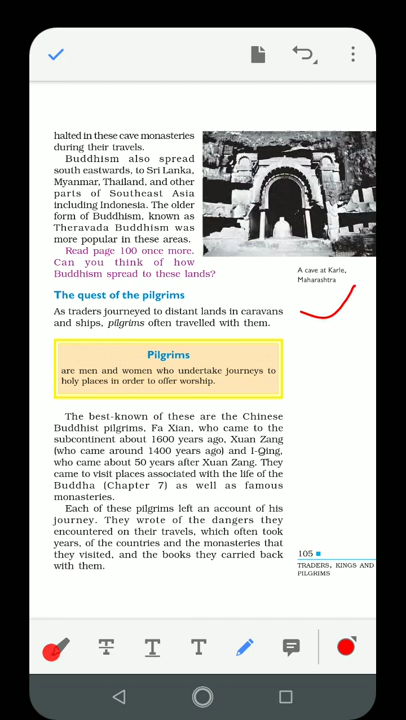 halted in these cave monasteries
during their travels.
Buddhism also spread
south eastwards, to Sri Lanka,
Myanmar, Thailand, and other
parts of Southeast Asia
including Indonesia. The older
form of Buddhism, known as
Theravada Buddhism was
more popular in these areas.
Read page 100 once more.
Can you think of how
Buddhism spread to these lands?
A cave at Karle,
Maharashtra
The quest of the pilgrims
As traders journeyed to distant lands in caravans
and ships, pilgrims often travelled with them.
Pilgrims
are men and women who undertake journeys to
holy places in order to offer worship.
The best-known of these are the Chinese
Buddhist pilgrims, Fa Xian, who came to the
subcontinent about 1600 years ago, Xuan Zang
(who came around 1400 years ago) and I-Qing,
who came about 50 years after Xuan Zang. They
came to visit places associated with the life of the
Buddha (Chapter 7) as well as famous
monasteries.
Each of these pilgrims left an account of his
journey. They wrote of the dangers they
encountered on their travels, which often took
years, of the countries and the monasteries that
they visited, and the books they carried back
with them.
105
TRADERS, KINGS AND
PILGRIMS
T T T